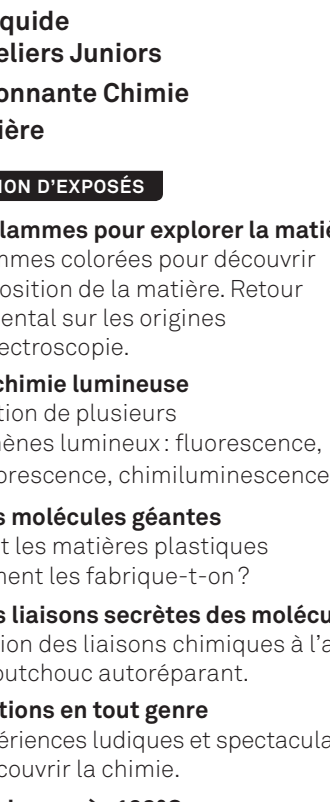 quide
eliers Juniors
onnante Chimie
ière
ION D'EXPOSÉS
lammes pour explorer la matiè
mmes colorées pour découvrir
osition de la matière. Retour
ental sur les origines
ectroscopie.
chimie lumineuse
tion de plusieurs
ènes lumineux : fluorescence,
orescence, chimiluminescence
s molécules géantes
t les matières plastiques
ment les fabrique-t-on ?
s liaisons secrètes des molécu
ion des liaisons chimiques à l'a
outchouc autoréparant.
tions en tout genre
ériences ludiques et spectacula
couvrir la chimie.